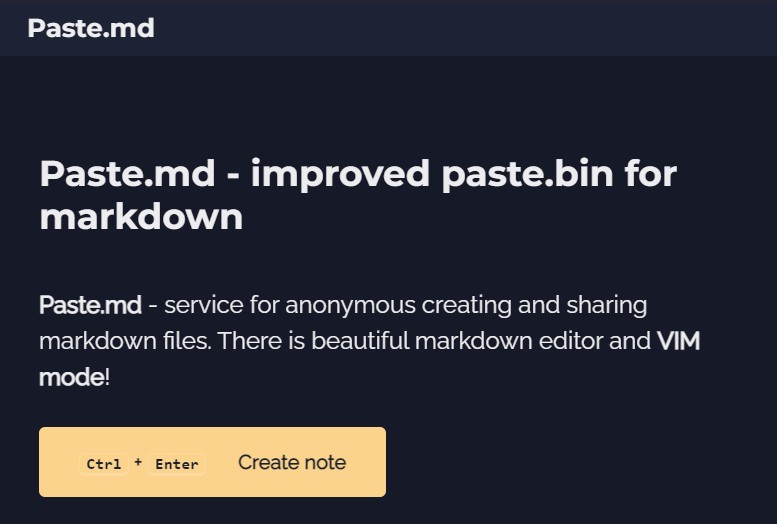 Paste.md
Paste.md - improved paste.bin for
markdown
Paste.md - service for anonymous creating and sharing
markdown files. There is beautiful markdown editor and VIM
mode!
Ctrl + Enter Create note